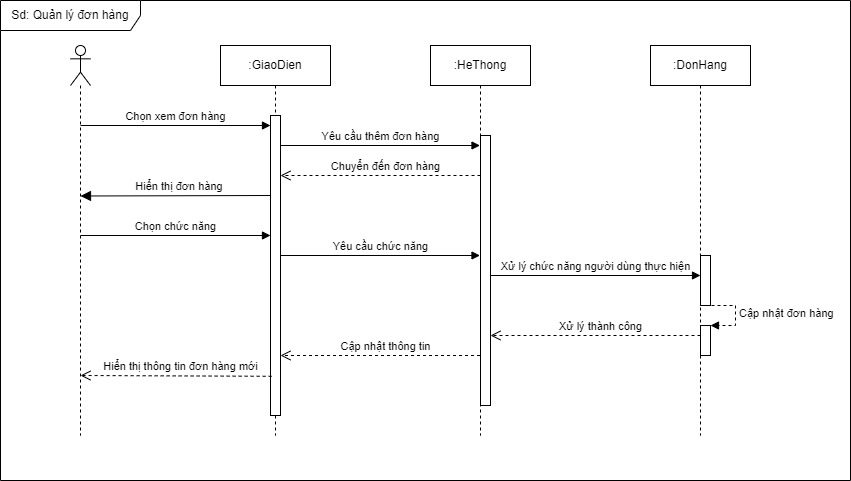 Sd: Quản lý đơn hàng
:GiaoDien
:HeThong
:DonHang
Chọn xem đơn hàng
Yêu cầu thêm đơn hàng
Chuyển đến đơn hàng
Hiển thị đơn hàng
Chọn chức năng
Yêu cầu chức năng
Xử lý chức năng người dùng thực hiện
Cập nhật đơn hàng
Xử lý thành công
Cập nhật thông tin
Hiển thị thông tin đơn hàng mới